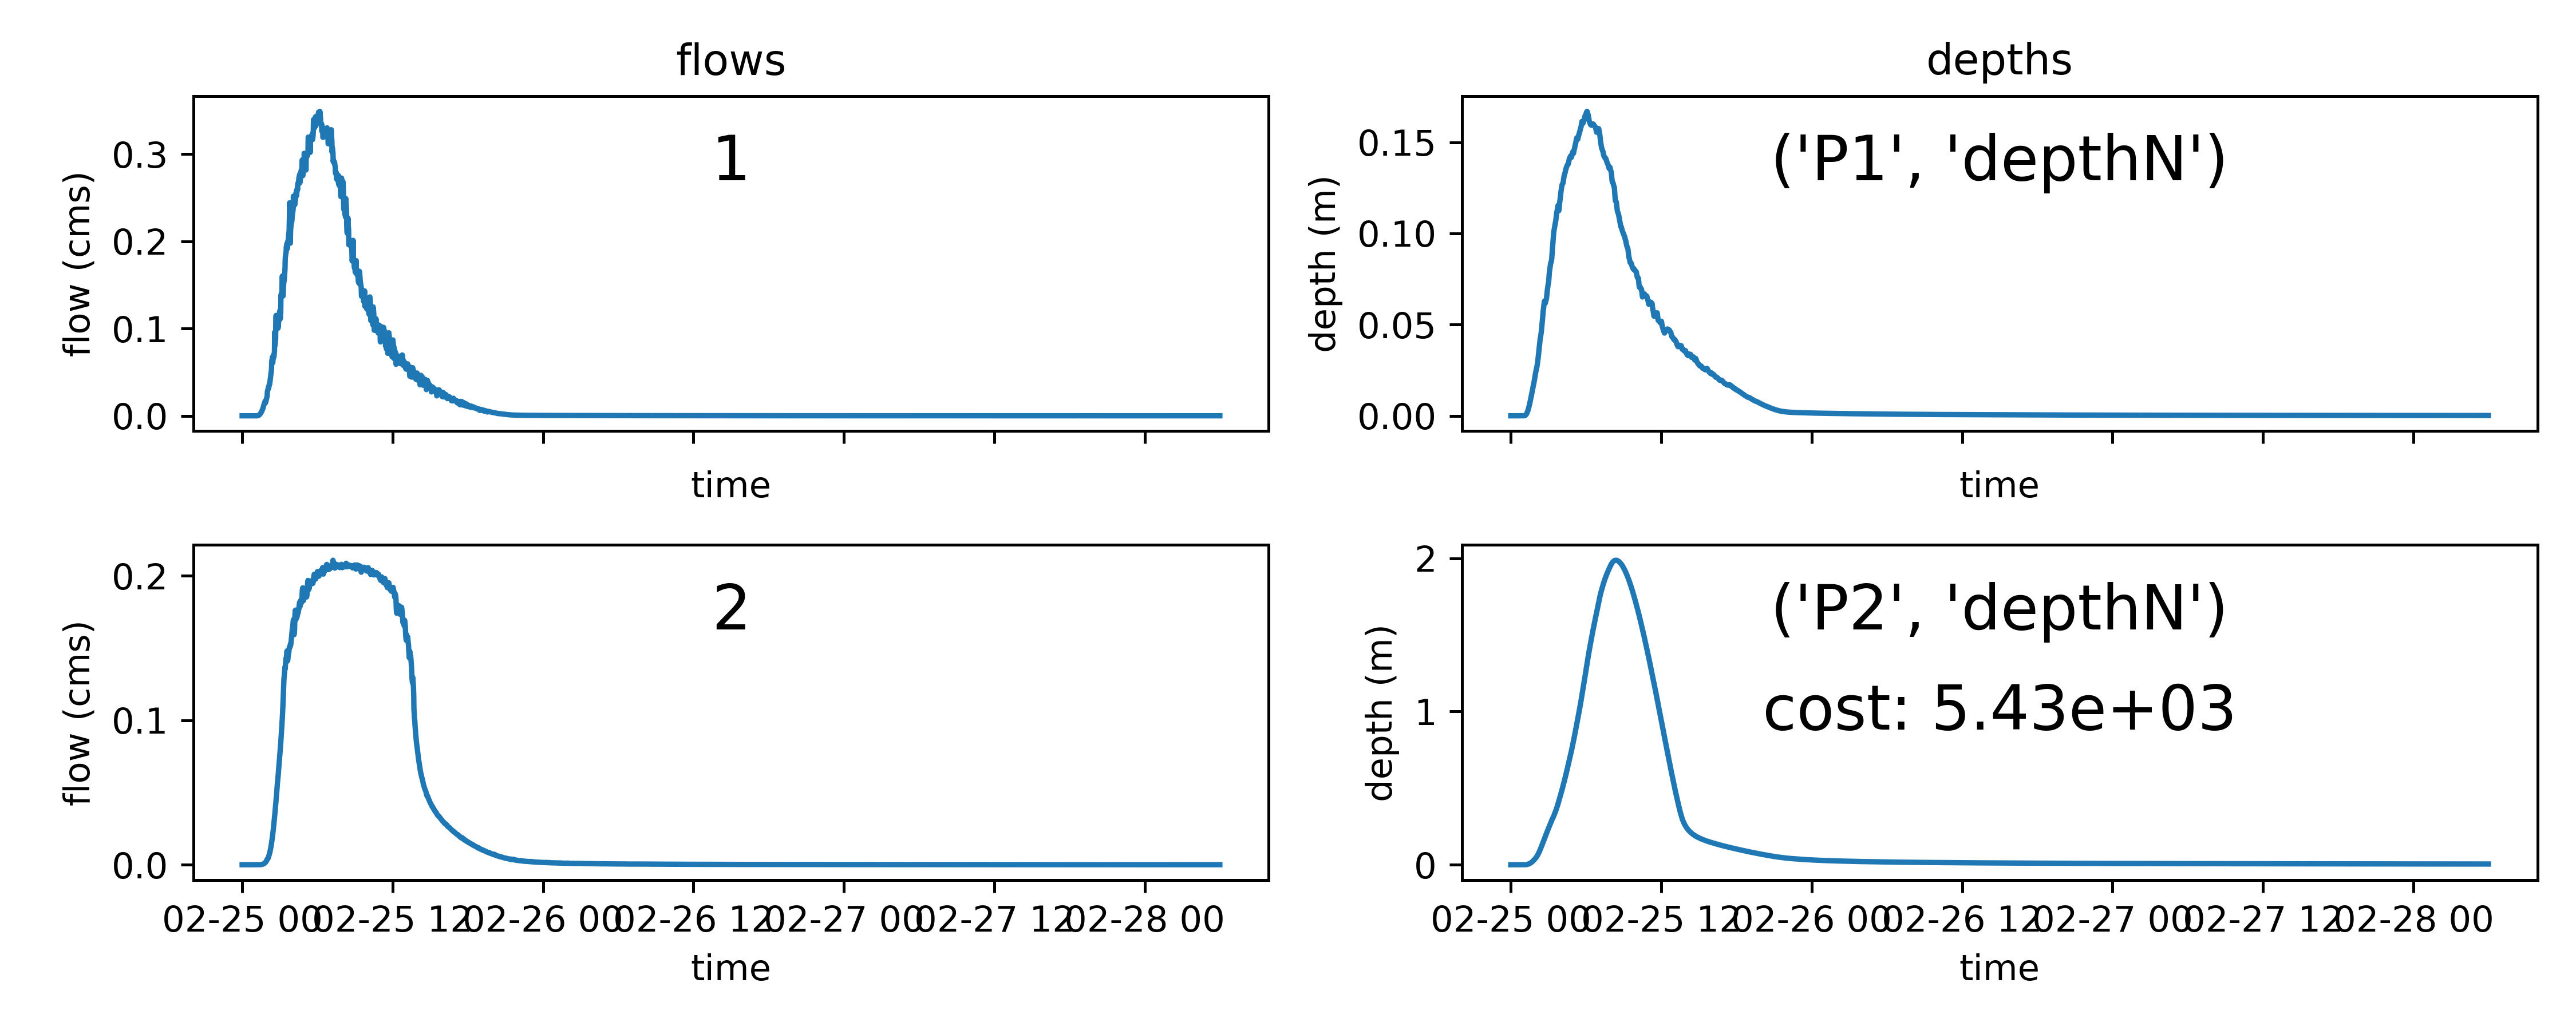 flows
flow (cms)
0.3
0.2
0.1
0.0
1
time
depths
depth (m)
0.15
0.10
0.05
0.00
('P1', 'depthN')
time
flow (cms)
0.2
0.1
0.0
2
02-25 00 02-25 12 02-26 00 02-26 12 02-27 00 02-27 12 02-28 00
time
depth (m)
2
1
0
('P2', 'depthN')
cost: 5.43e+03
02-25 00 02-25 12 02-26 00 02-26 12 02-27 00 02-27 12 02-28 00
time